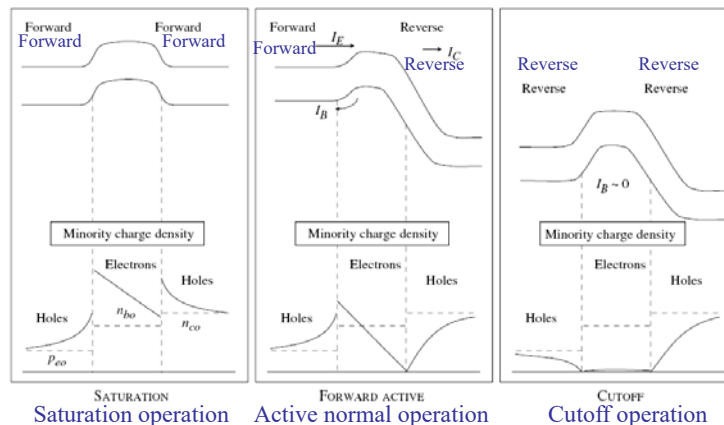 Forward
Forward
Forward
Forward
Minority charge density
Electrons
Holes
Holes
n_bo
n_co
p_eo
SATURATION
Saturation operation
Forward
Forward
I_E
Reverse
Reverse
I_C
I_B
Minority charge density
Electrons
Holes
Holes
FORWARD ACTIVE
Active normal operation
Reverse
Reverse
Reverse
Reverse
I_B ~ 0
Minority charge density
Electrons
Holes
Holes
CUTOFF
Cutoff operation